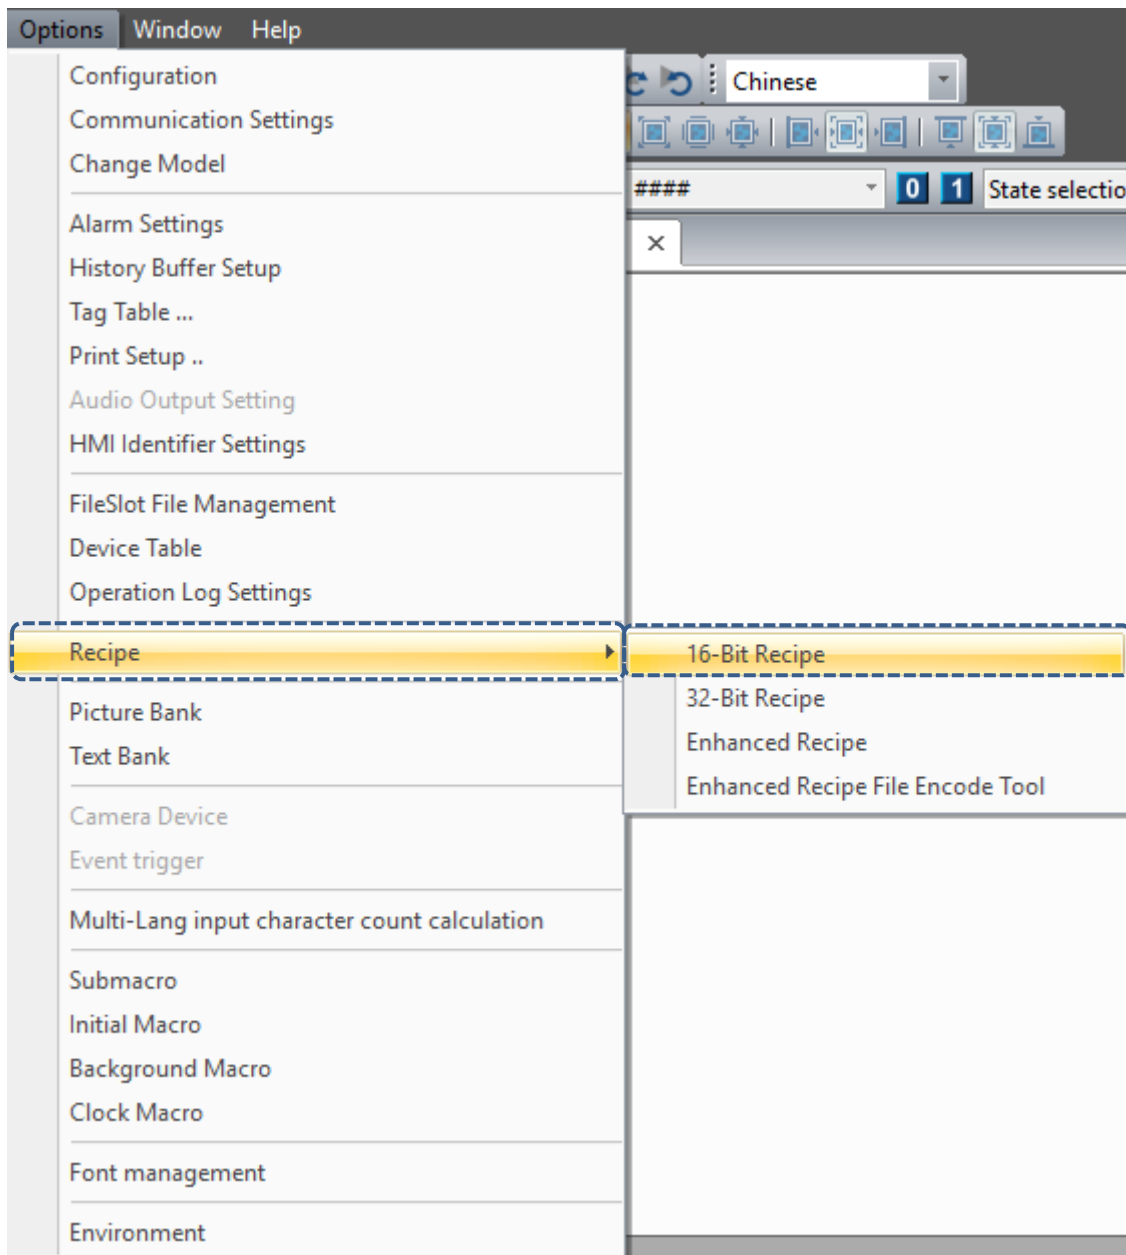 Options Window Help
Configuration
Communication Settings
Change Model
Alarm Settings
History Buffer Setup
Tag Table ...
Print Setup ..
Audio Output Setting
HMI Identifier Settings
FileSlot File Management
Device Table
Operation Log Settings
Recipe
Picture Bank
Text Bank
Camera Device
Event trigger
Multi-Lang input character count calculation
Submacro
Initial Macro
Background Macro
Clock Macro
Font management
Environment
Chinese
#### 0 1 State selectio
16-Bit Recipe
32-Bit Recipe
Enhanced Recipe
Enhanced Recipe File Encode Tool